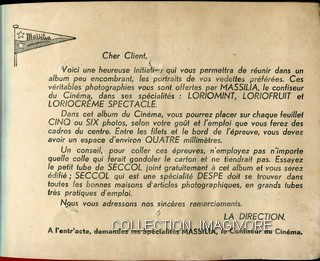 Massilia
Cher Client,
Voici une heureuse initiative qui vous permettra de réunir dans un
album peu encombrant, les portraits de vos vedettes préférées. Ces
véritables photographies vous sont offertes par MASSILIA, le confiseur
du Cinéma, dans ses spécialités : LORIOMINT, LORIOFRUIT et
LORIOCRÈME SPECTACLE.
Dans cet album du Cinéma, vous pourrez placer sur chaque feuillet
CINQ ou SIX photos, selon votre goût et l'emploi que vous ferez des
cadres du centre. Entre les filets et le bord de l'épreuve, vous devez
avoir un espace d'environ QUATRE millimètres.
Un conseil, pour coller ces épreuves, n'employez pas n'importe
quelle colle qui ferait gondoler le carton et ne tiendrait pas. Essayez
le petit tube de SECCOL joint gratuitement à cet album et vous serez
édifié ; SECCOL qui est une spécialité DESPE doit se trouver dans
toutes les bonnes maisons d'articles photographiques, en grands tubes
très pratiques d'emploi.
Nous vous adressons nos sincères remerciements.
LA DIRECTION.
COLLECTION IMAGIMORE
A l'entr'acte, demandez les Spécialités MASSILIA, le Confiseur du Cinéma.